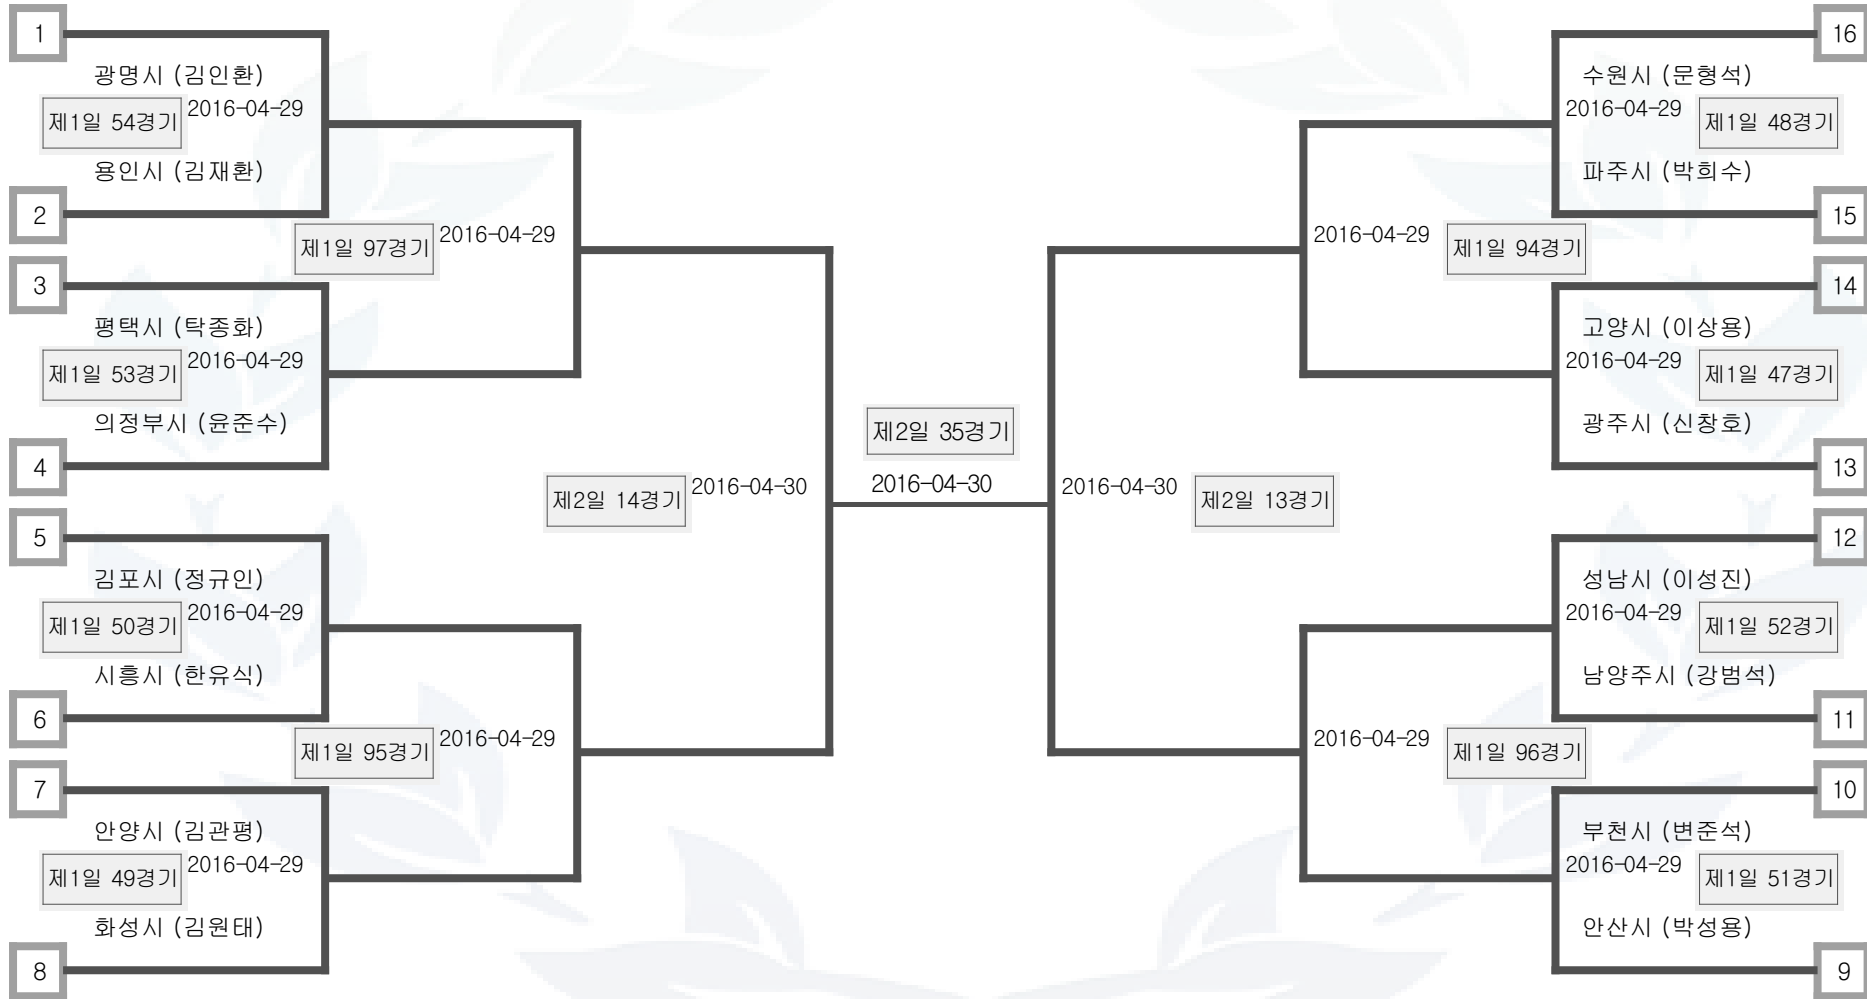 1
광명시 (김인환)
제1일 54경기 2016-04-29
용인시 (김재환)
2
제1일 97경기 2016-04-29
3
평택시 (탁종화)
제1일 53경기 2016-04-29
의정부시 (윤준수)
4
제2일 14경기 2016-04-30
5
김포시 (정규인)
제1일 50경기 2016-04-29
시흥시 (한유식)
6
제1일 95경기 2016-04-29
7
안양시 (김관평)
제1일 49경기 2016-04-29
화성시 (김원태)
8
제2일 35경기
2016-04-30
16
수원시 (문형석)
2016-04-29 제1일 48경기
파주시 (박희수)
15
2016-04-29 제1일 94경기
14
고양시 (이상용)
2016-04-29 제1일 47경기
광주시 (신창호)
13
2016-04-30 제2일 13경기
12
성남시 (이성진)
2016-04-29 제1일 52경기
남양주시 (강범석)
11
2016-04-29 제1일 96경기
10
부천시 (변준석)
2016-04-29 제1일 51경기
안산시 (박성용)
9